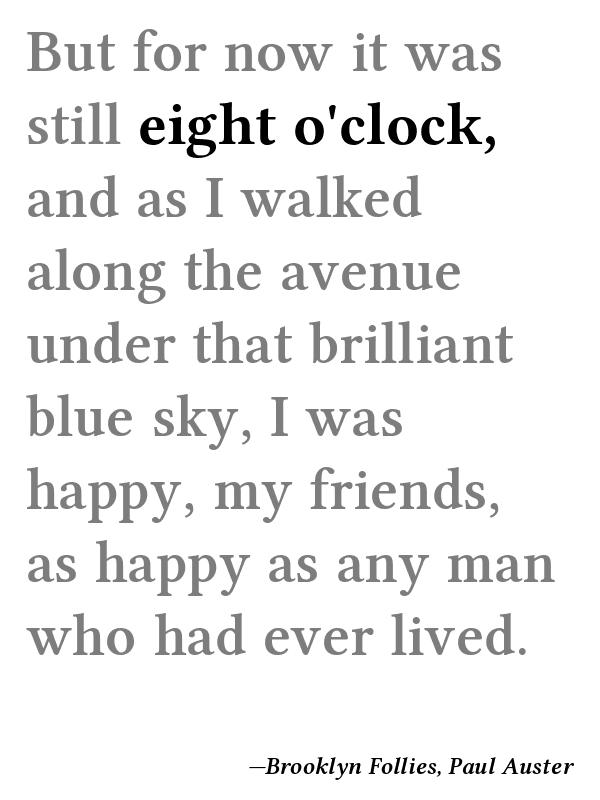 But for now it was
still eight o'clock,
and as I walked
along the avenue
under that brilliant
blue sky, I was
happy, my friends,
as happy as any man
who had ever lived.
—Brooklyn Follies, Paul Auster